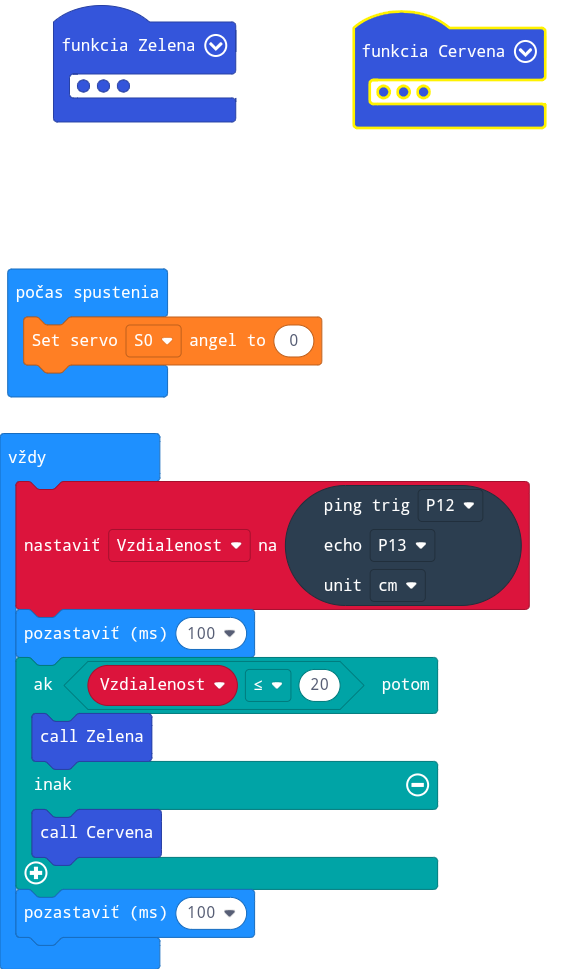 funkcia Zelena
funkcia Cervena
počas spustenia
Set servo S0 angel to 0
vždy
nastaviť Vzdialenost na
ping trig P12
echo P13
unit cm
pozastaviť (ms) 100
ak Vzdialenost ≤ 20 potom
call Zelena
inak
call Cervena
pozastaviť (ms) 100